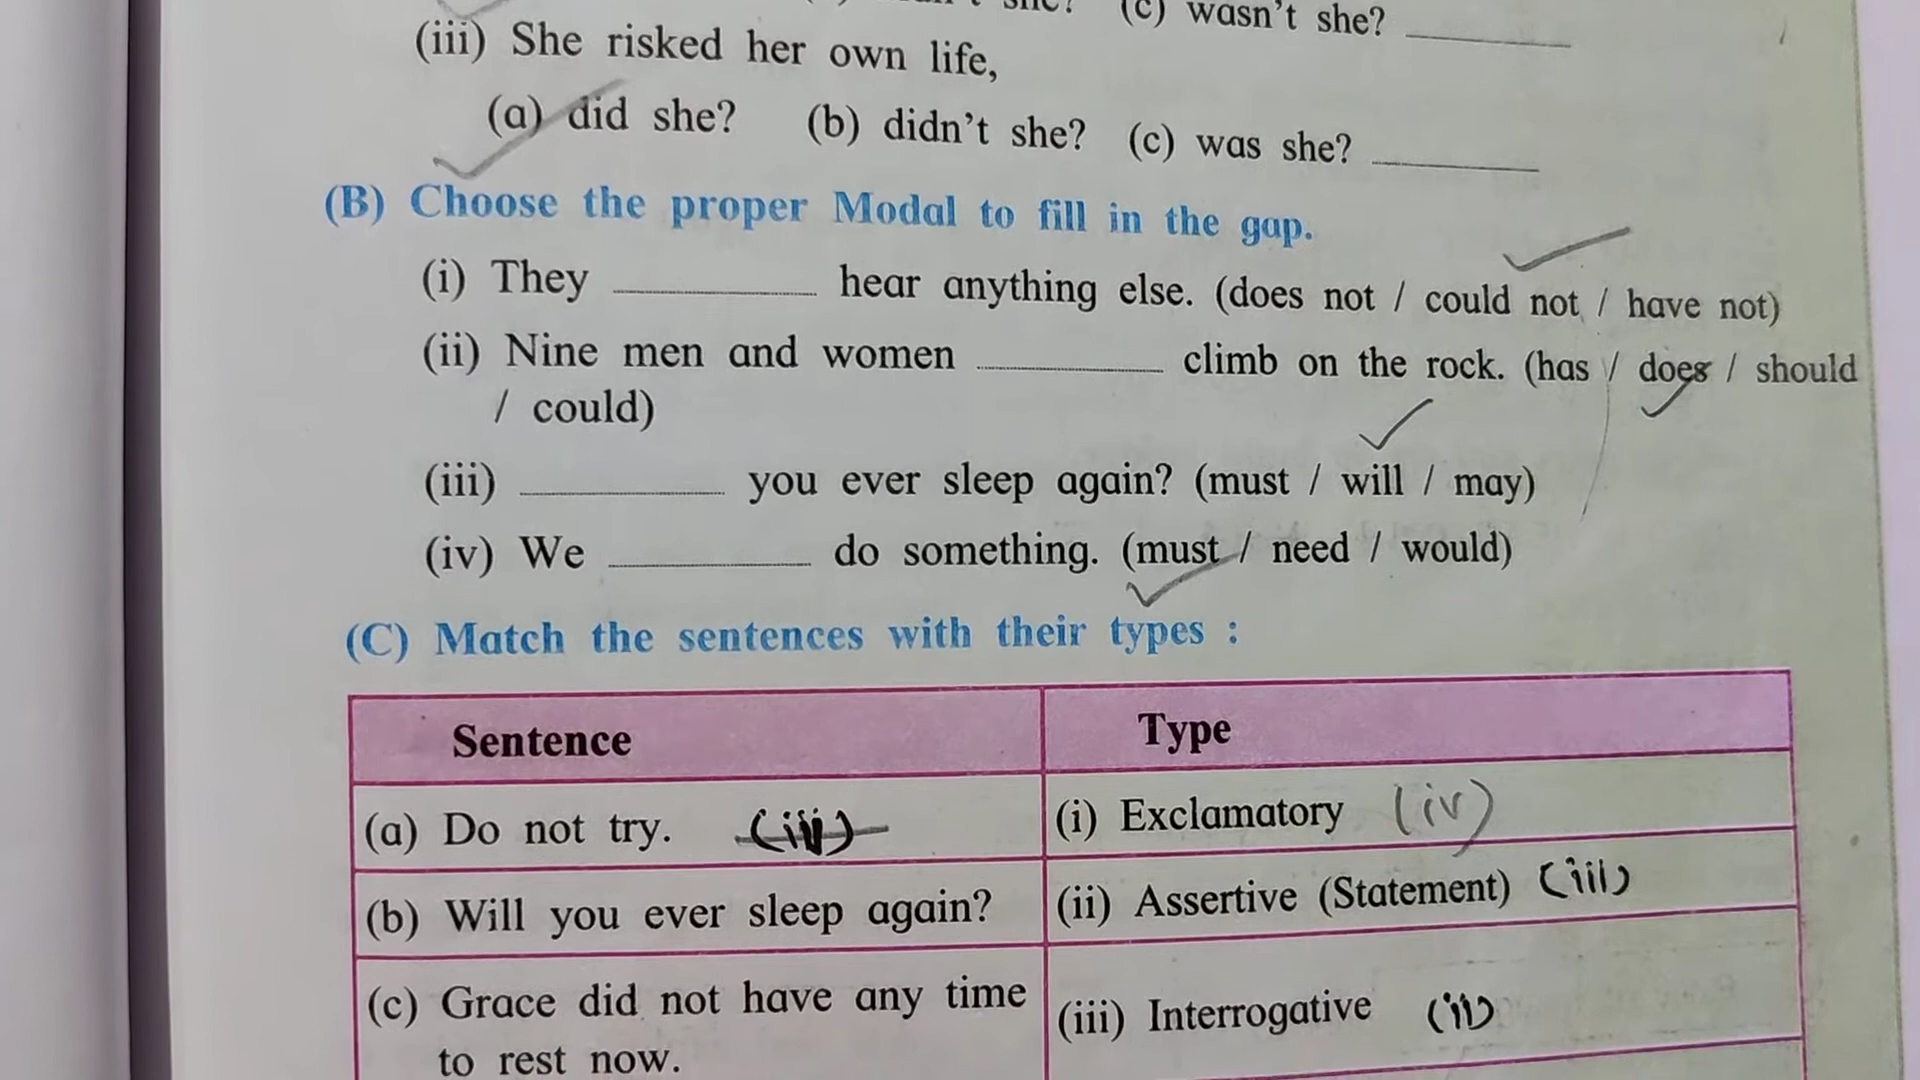 she? (c) wasn't she?
(iii) She risked her own life,
(a) did she? (b) didn't she? (c) was she?
(B) Choose the proper Modal to fill in the gap.
(i) They hear anything else. (does not / could not / have not)
(ii) Nine men and women climb on the rock. (has / does / should
/ could)
(iii) you ever sleep again? (must / will / may)
(iv) We do something. (must / need / would)
(C) Match the sentences with their types :
Sentence Type
(a) Do not try. (i) Exclamatory (iv)
(b) Will you ever sleep again? (ii) Assertive (Statement) (iii)
(c) Grace did not have any time (iii) Interrogative (ii)
to rest now.